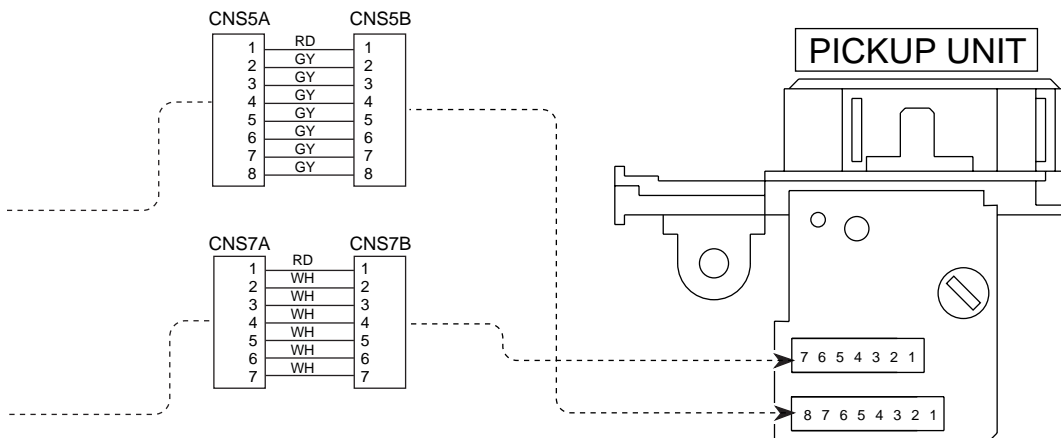 CNS5A CNS5B
1 RD 1
2 GY 2
3 GY 3
4 GY 4
5 GY 5
6 GY 6
7 GY 7
8 GY 8
PICKUP UNIT
CNS7A CNS7B
1 RD 1
2 WH 2
3 WH 3
4 WH 4
5 WH 5
6 WH 6
7 WH 7
7 6 5 4 3 2 1
8 7 6 5 4 3 2 1